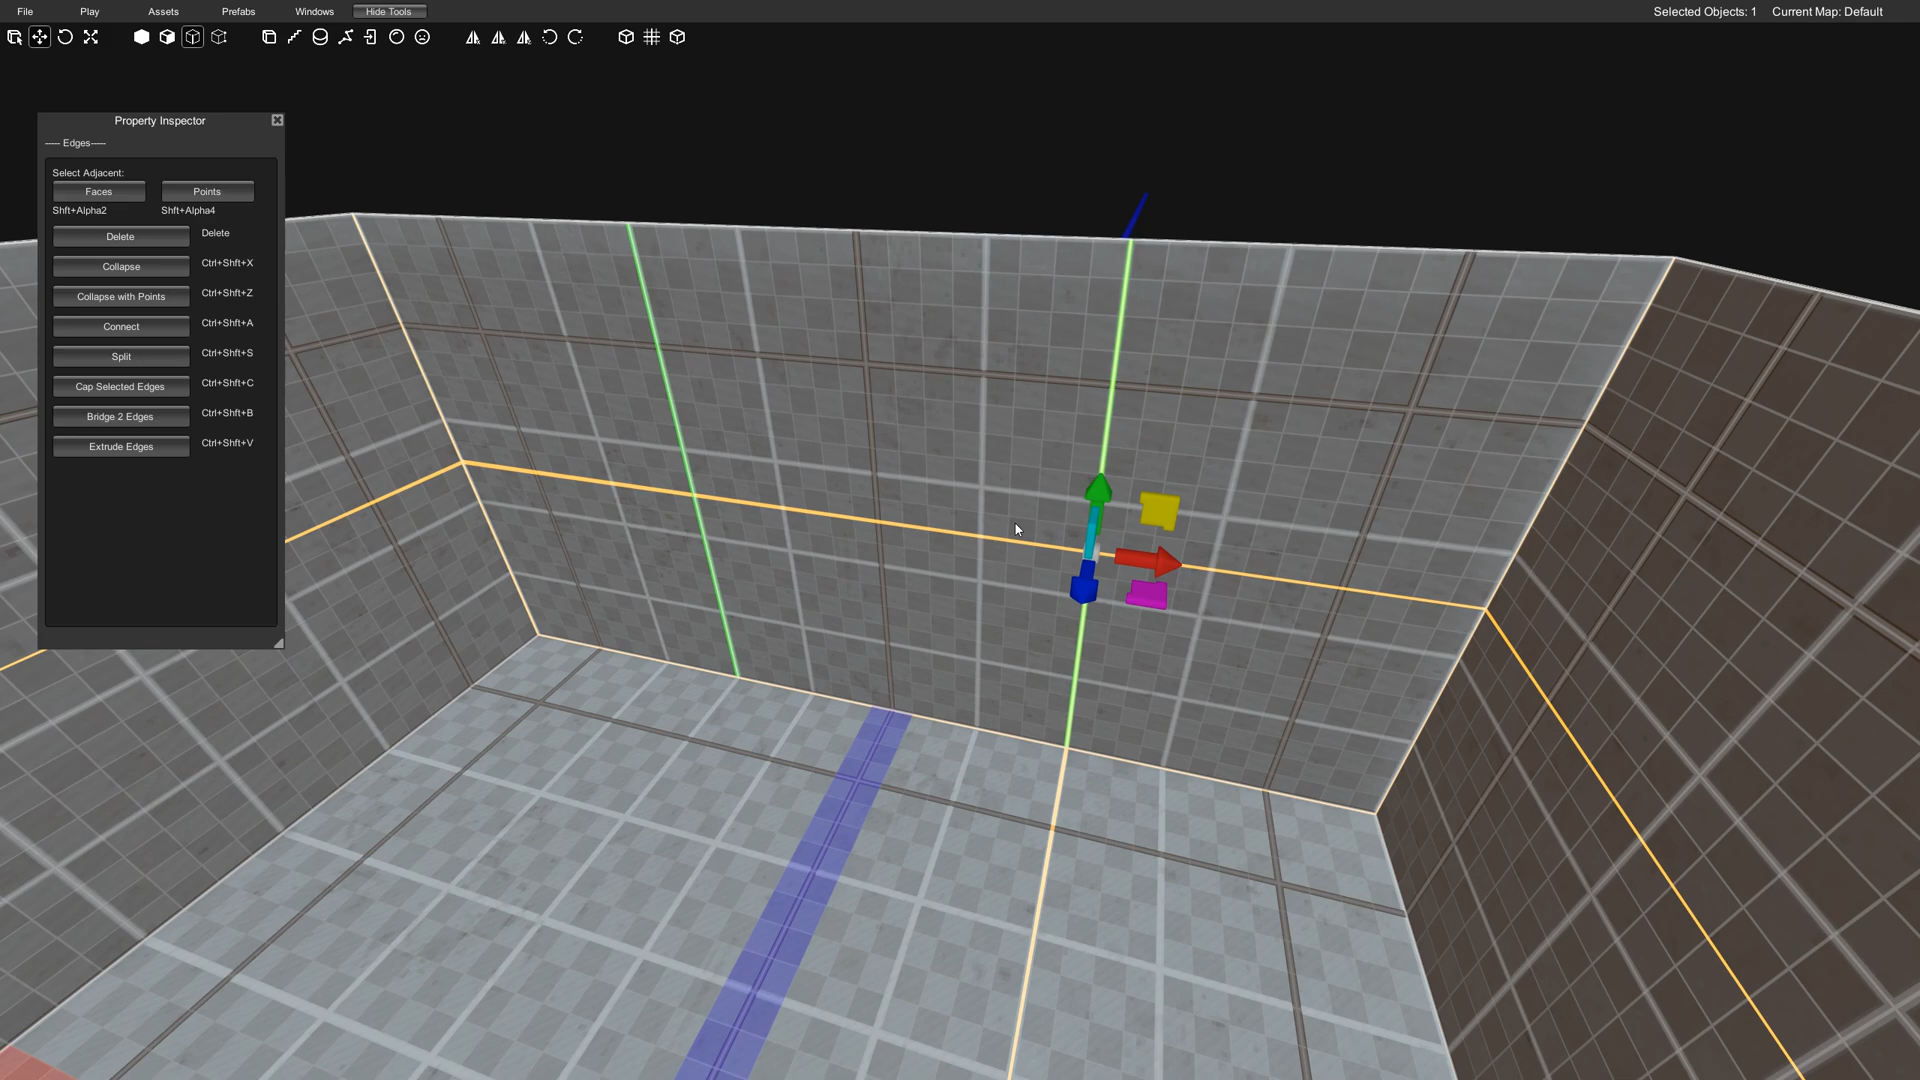 File Play Assets Prefabs Windows Hide Tools Selected Objects: 1 Current Map: Default
Property Inspector
----- Edges-----
Select Adjacent:
Faces Points
Shft+Alpha2 Shft+Alpha4
Delete Delete
Collapse Ctrl+Shft+X
Collapse with Points Ctrl+Shft+Z
Connect Ctrl+Shft+A
Split Ctrl+Shft+S
Cap Selected Edges Ctrl+Shft+C
Bridge 2 Edges Ctrl+Shft+B
Extrude Edges Ctrl+Shft+V